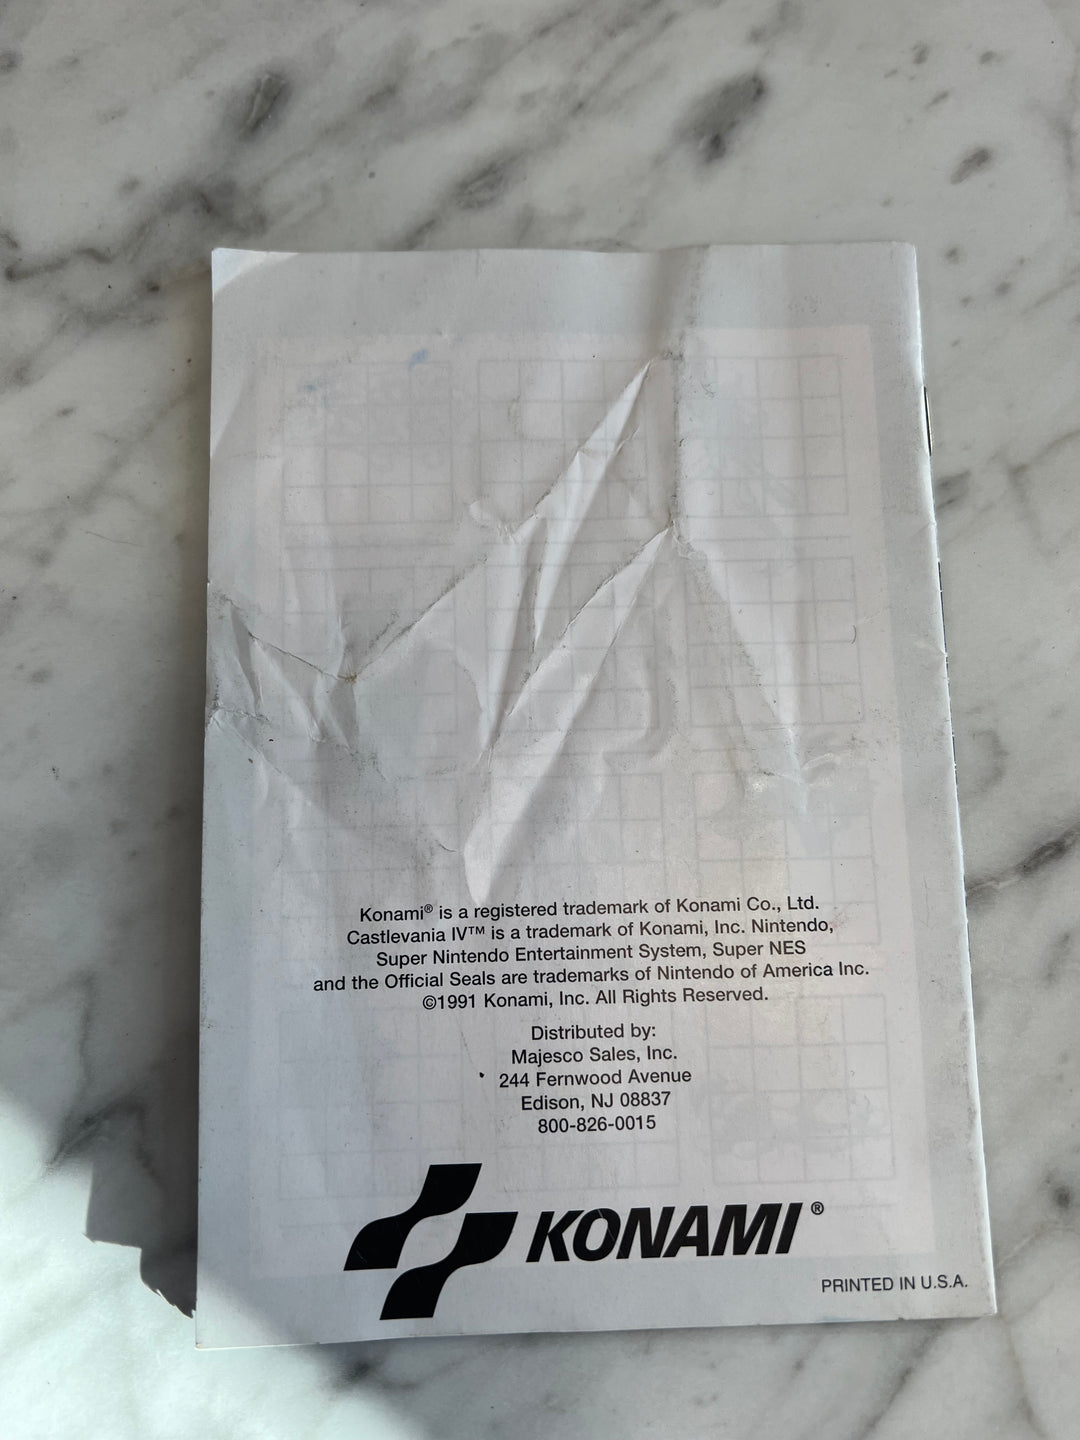 Konami® is a registered trademark of Konami Co., Ltd.
Castlevania IV™ is a trademark of Konami, Inc. Nintendo,
Super Nintendo Entertainment System, Super NES
and the Official Seals are trademarks of Nintendo of America Inc.
©1991 Konami, Inc. All Rights Reserved.
Distributed by:
Majesco Sales, Inc.
244 Fernwood Avenue
Edison, NJ 08837
800-826-0015
KONAMI®
PRINTED IN U.S.A.